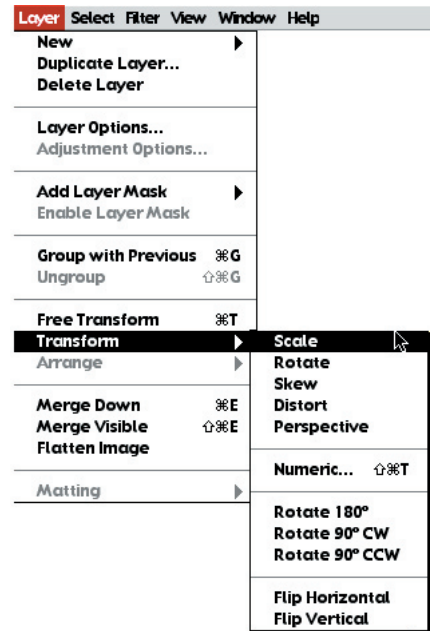 Layer Select Filter View Window Help
New
Duplicate Layer...
Delete Layer
Layer Options...
Adjustment Options...
Add Layer Mask
Enable Layer Mask
Group with Previous ⌘G
Ungroup ⇧⌘G
Free Transform ⌘T
Transform
Arrange
Merge Down ⌘E
Merge Visible ⇧⌘E
Flatten Image
Matting
Scale
Rotate
Skew
Distort
Perspective
Numeric... ⇧⌘T
Rotate 180°
Rotate 90° CW
Rotate 90° CCW
Flip Horizontal
Flip Vertical